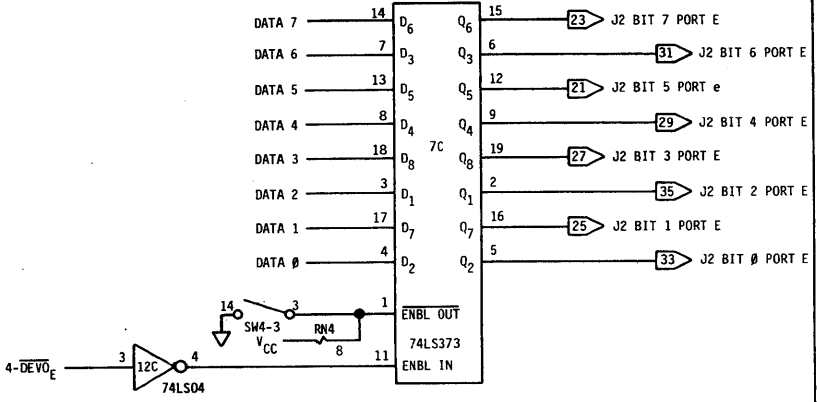 DATA 7 14 D6 Q6 15 23 J2 BIT 7 PORT E
DATA 6 7 D3 Q3 6 31 J2 BIT 6 PORT E
DATA 5 13 D5 Q5 12 21 J2 BIT 5 PORT e
DATA 4 8 D4 Q4 9 29 J2 BIT 4 PORT E
7C
DATA 3 18 D8 Q8 19 27 J2 BIT 3 PORT E
DATA 2 3 D1 Q1 2 35 J2 BIT 2 PORT E
DATA 1 17 D7 Q7 16 25 J2 BIT 1 PORT E
DATA Ø 4 D2 Q2 5 33 J2 BIT Ø PORT E
14 3 1 ENBL OUT
SW4-3 RN4
VCC 8 74LS373
4-DEVOE 3 12C 4 11 ENBL IN
74LS04